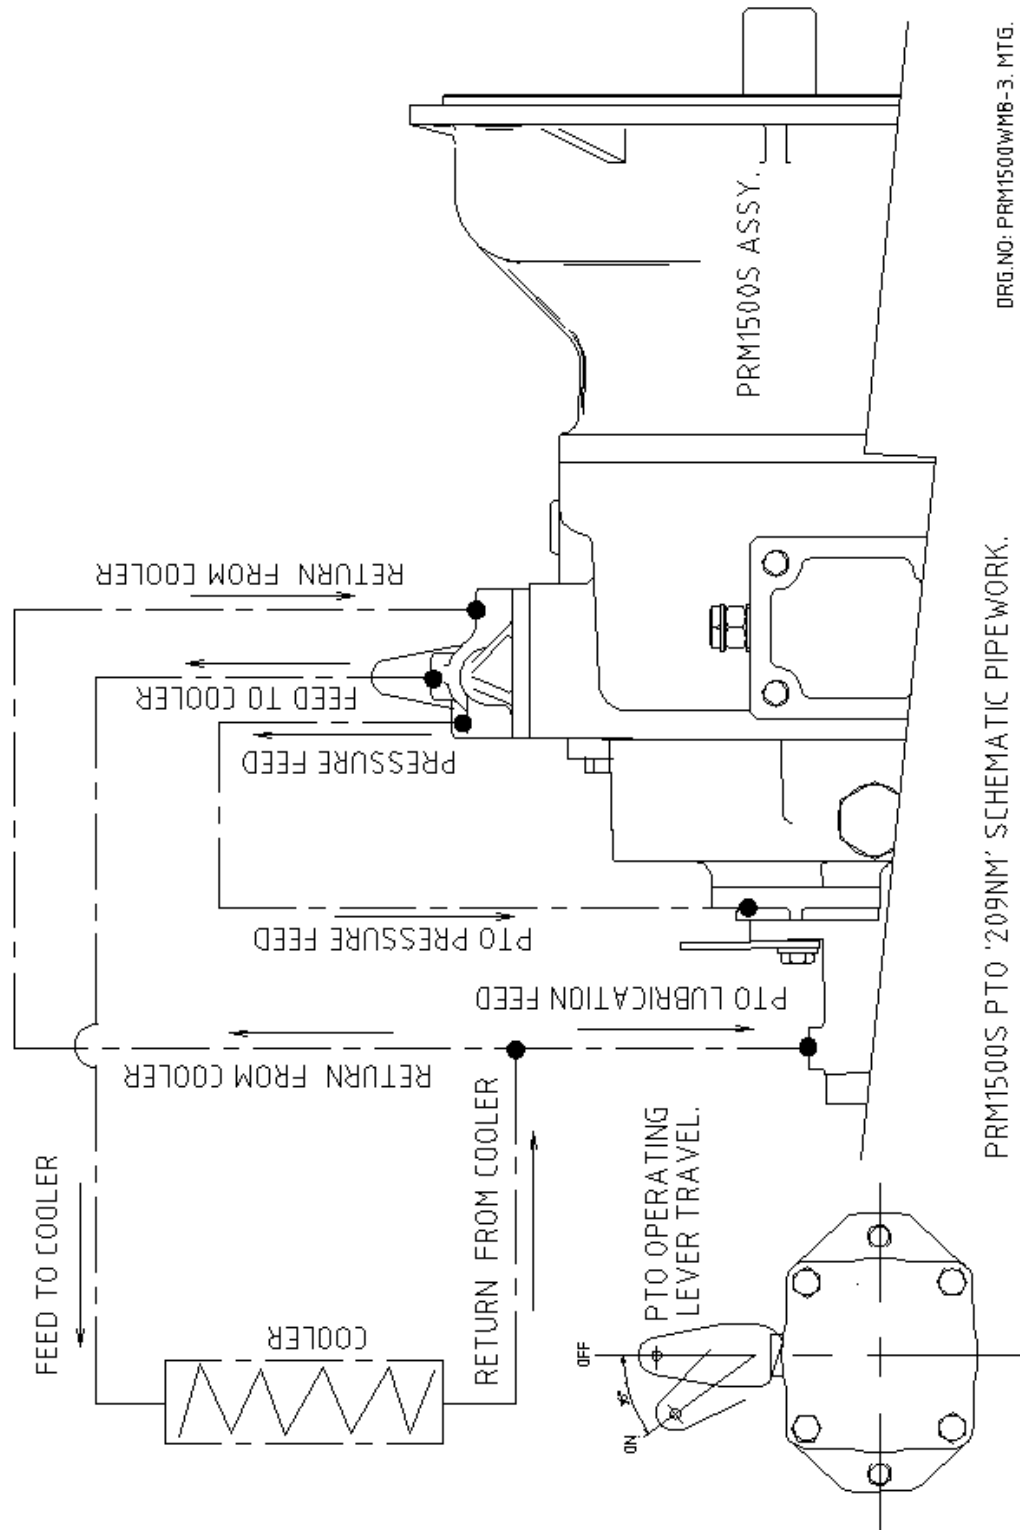 FEED TO COOLER
COOLER
RETURN FROM COOLER
RETURN FROM COOLER
PTO LUBRICATION FEED
PTO PRESSURE FEED
PRESSURE FEED
FEED TO COOLER
RETURN FROM COOLER
PTO OPERATING
LEVER TRAVEL.
OFF
ON
PRM1500S ASSY.
PRM1500S PTO '209NM' SCHEMATIC PIPEWORK.
DRG.NO: PRM1500WMB-3. MTG.